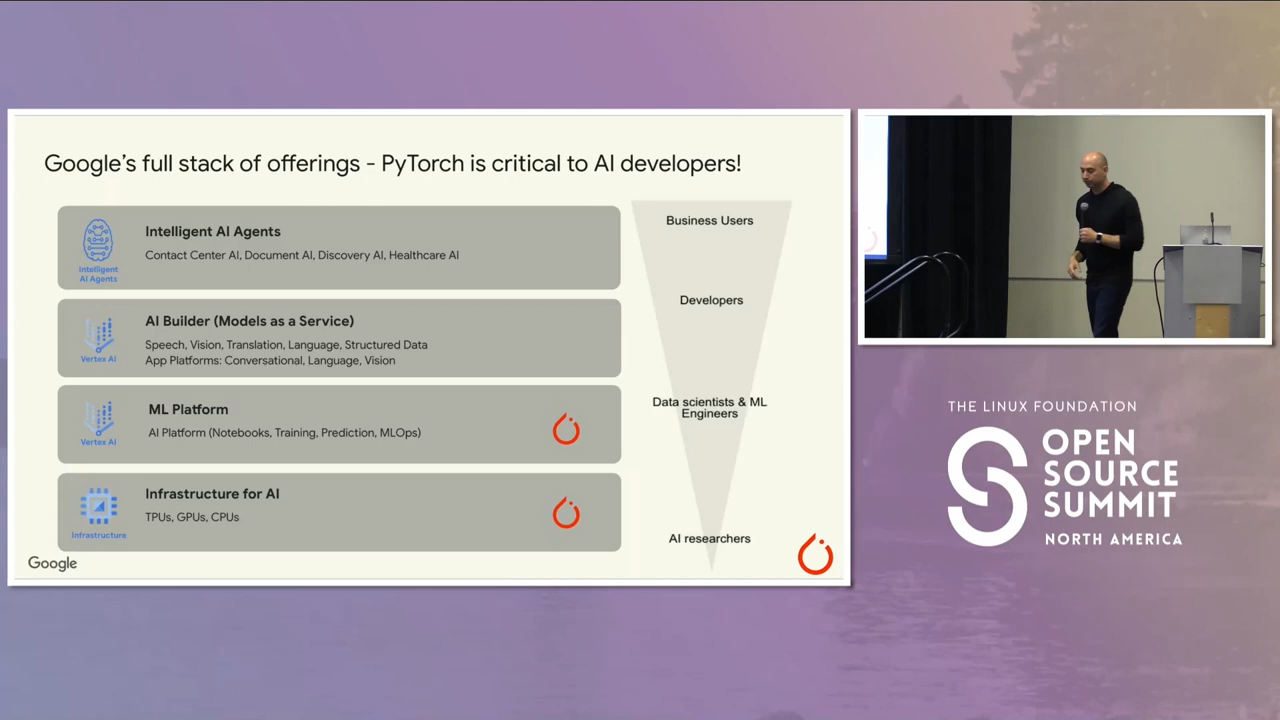 Google's full stack of offerings - PyTorch is critical to AI developers!
Intelligent AI Agents
Contact Center AI, Document AI, Discovery AI, Healthcare AI
Intelligent
AI Agents
AI Builder (Models as a Service)
Speech, Vision, Translation, Language, Structured Data
App Platforms: Conversational, Language, Vision
Vertex AI
ML Platform
AI Platform (Notebooks, Training, Prediction, MLOps)
Vertex AI
Infrastructure for AI
TPUs, GPUs, CPUs
Infrastructure
Business Users
Developers
Data scientists & ML
Engineers
AI researchers
Google
THE LINUX FOUNDATION
OPEN
SOURCE
SUMMIT
NORTH AMERICA